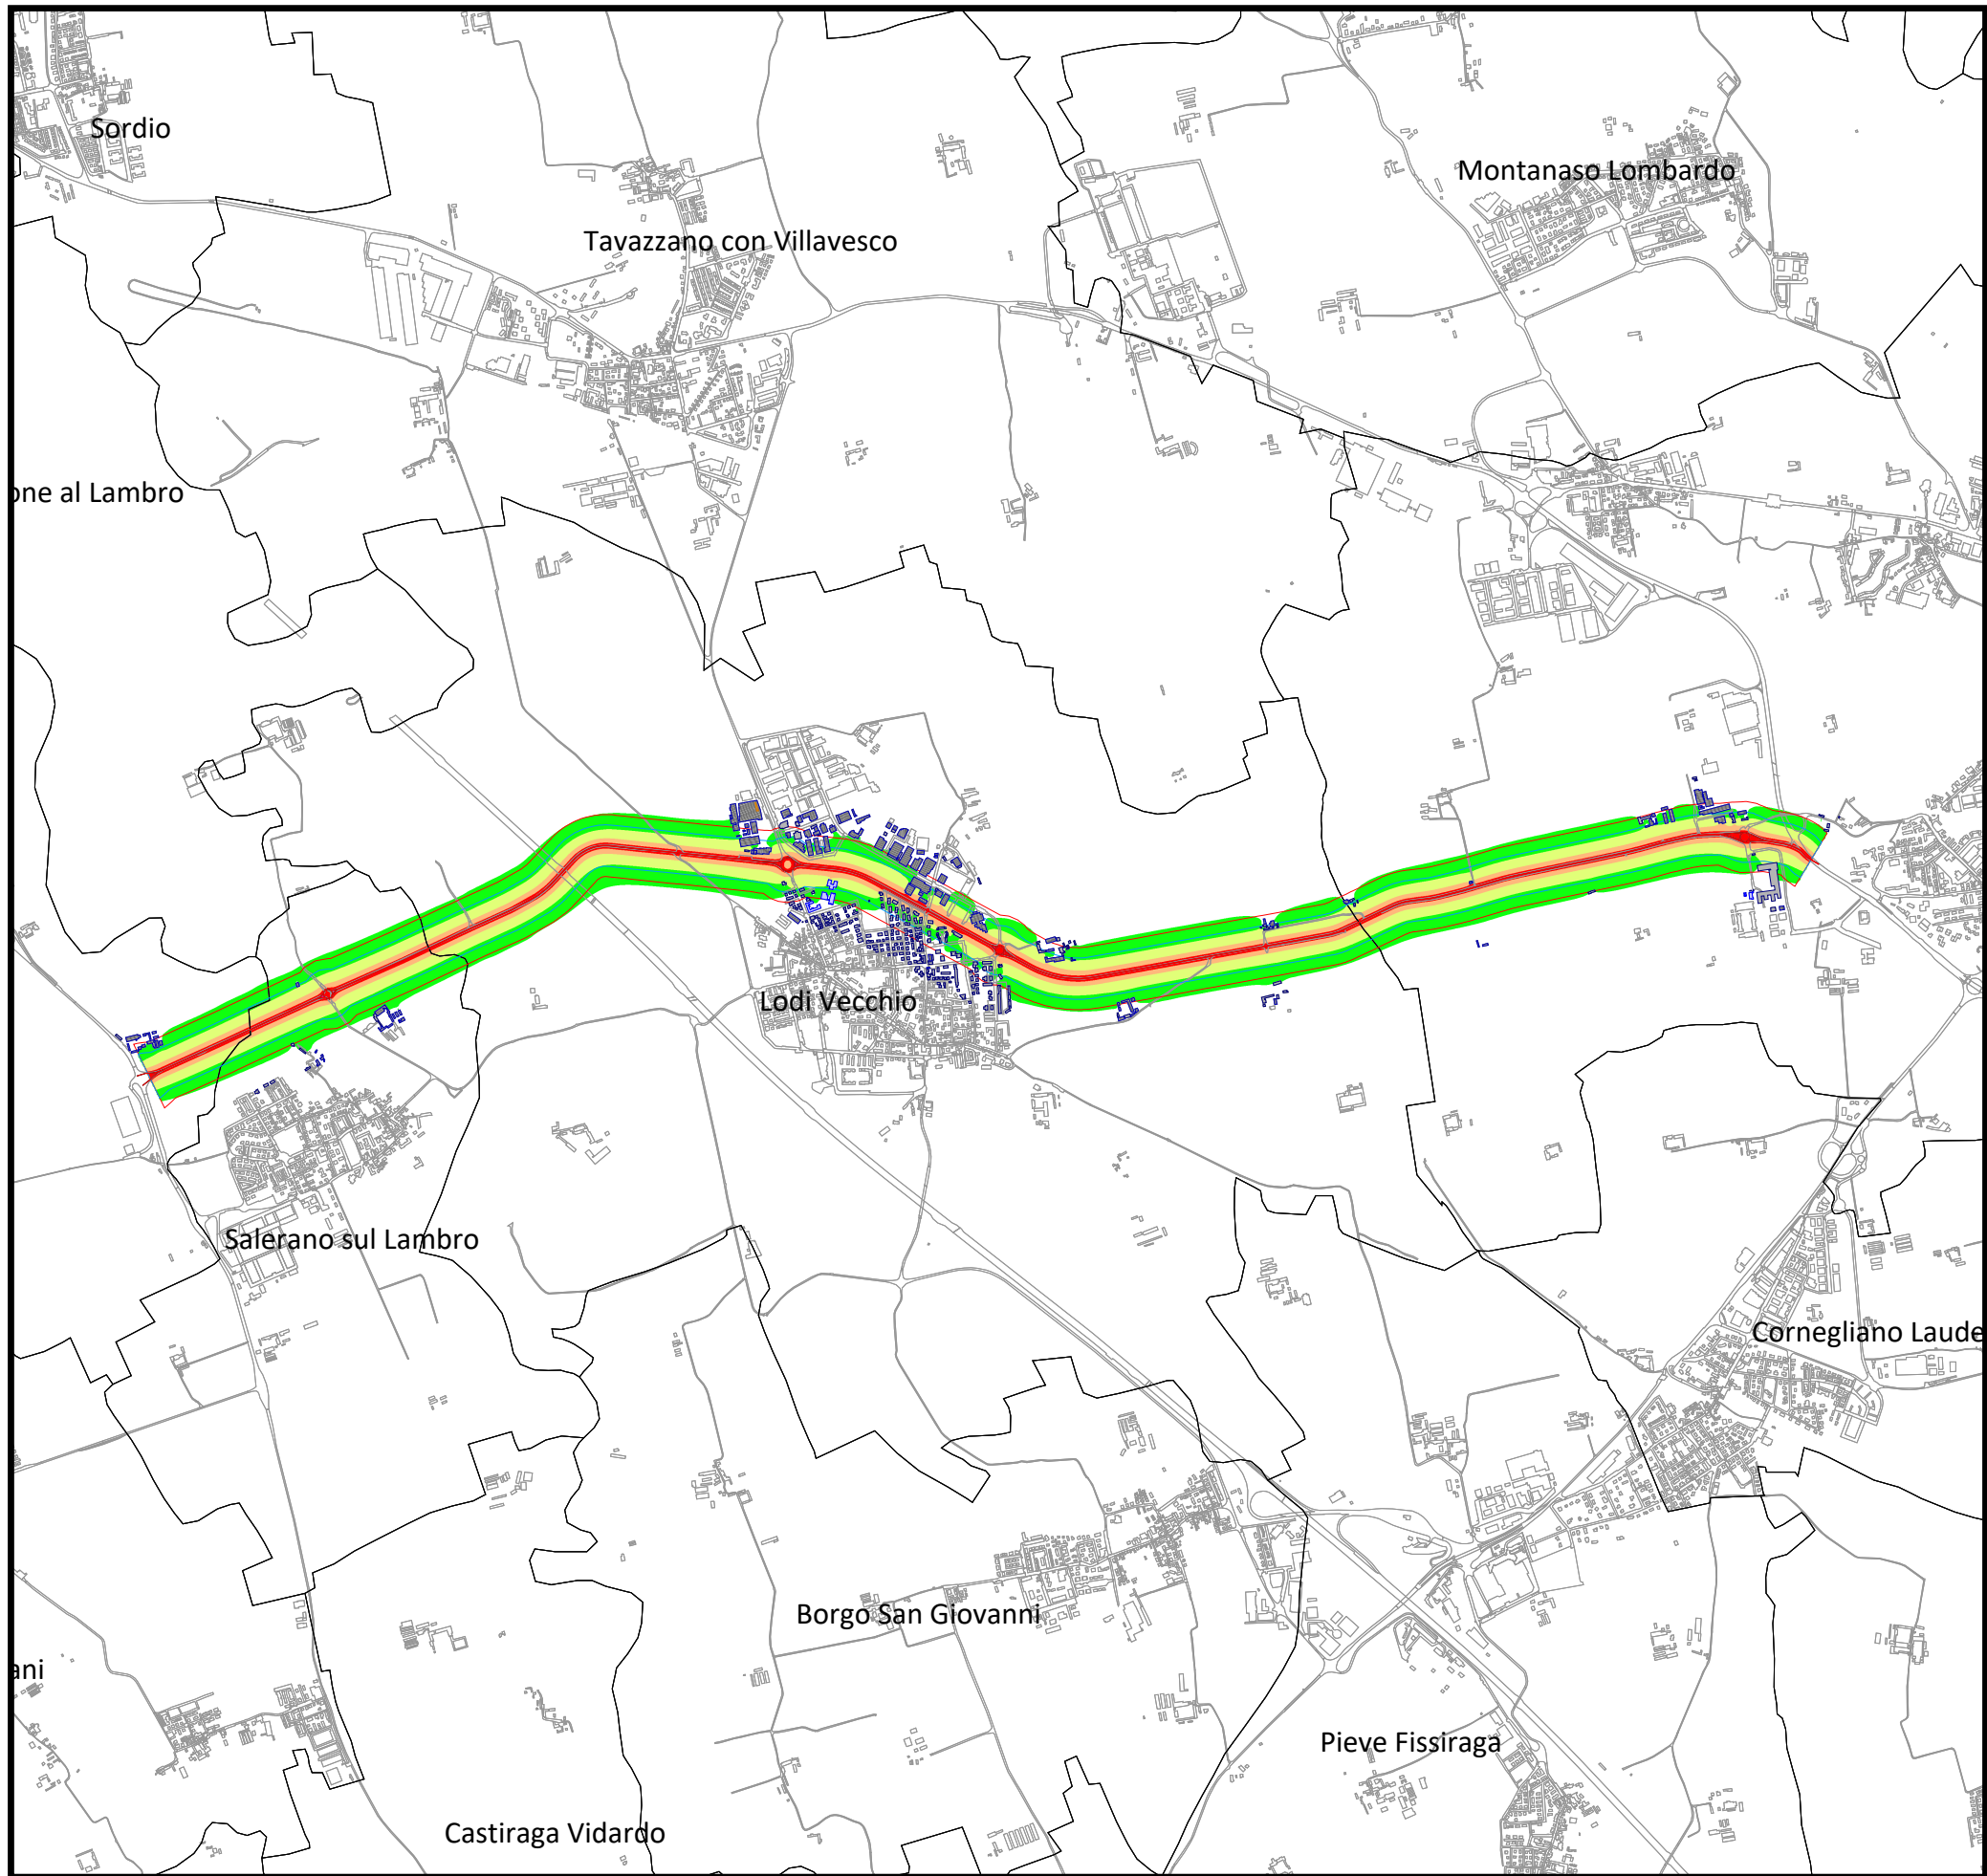 Sordio
Montanaso Lombardo
Tavazzano con Villavesco
one al Lambro
Lodi Vecchio
Salerano sul Lambro
Cornegliano Laude
Borgo San Giovanni
ani
Pieve Fissiraga
Castiraga Vidardo